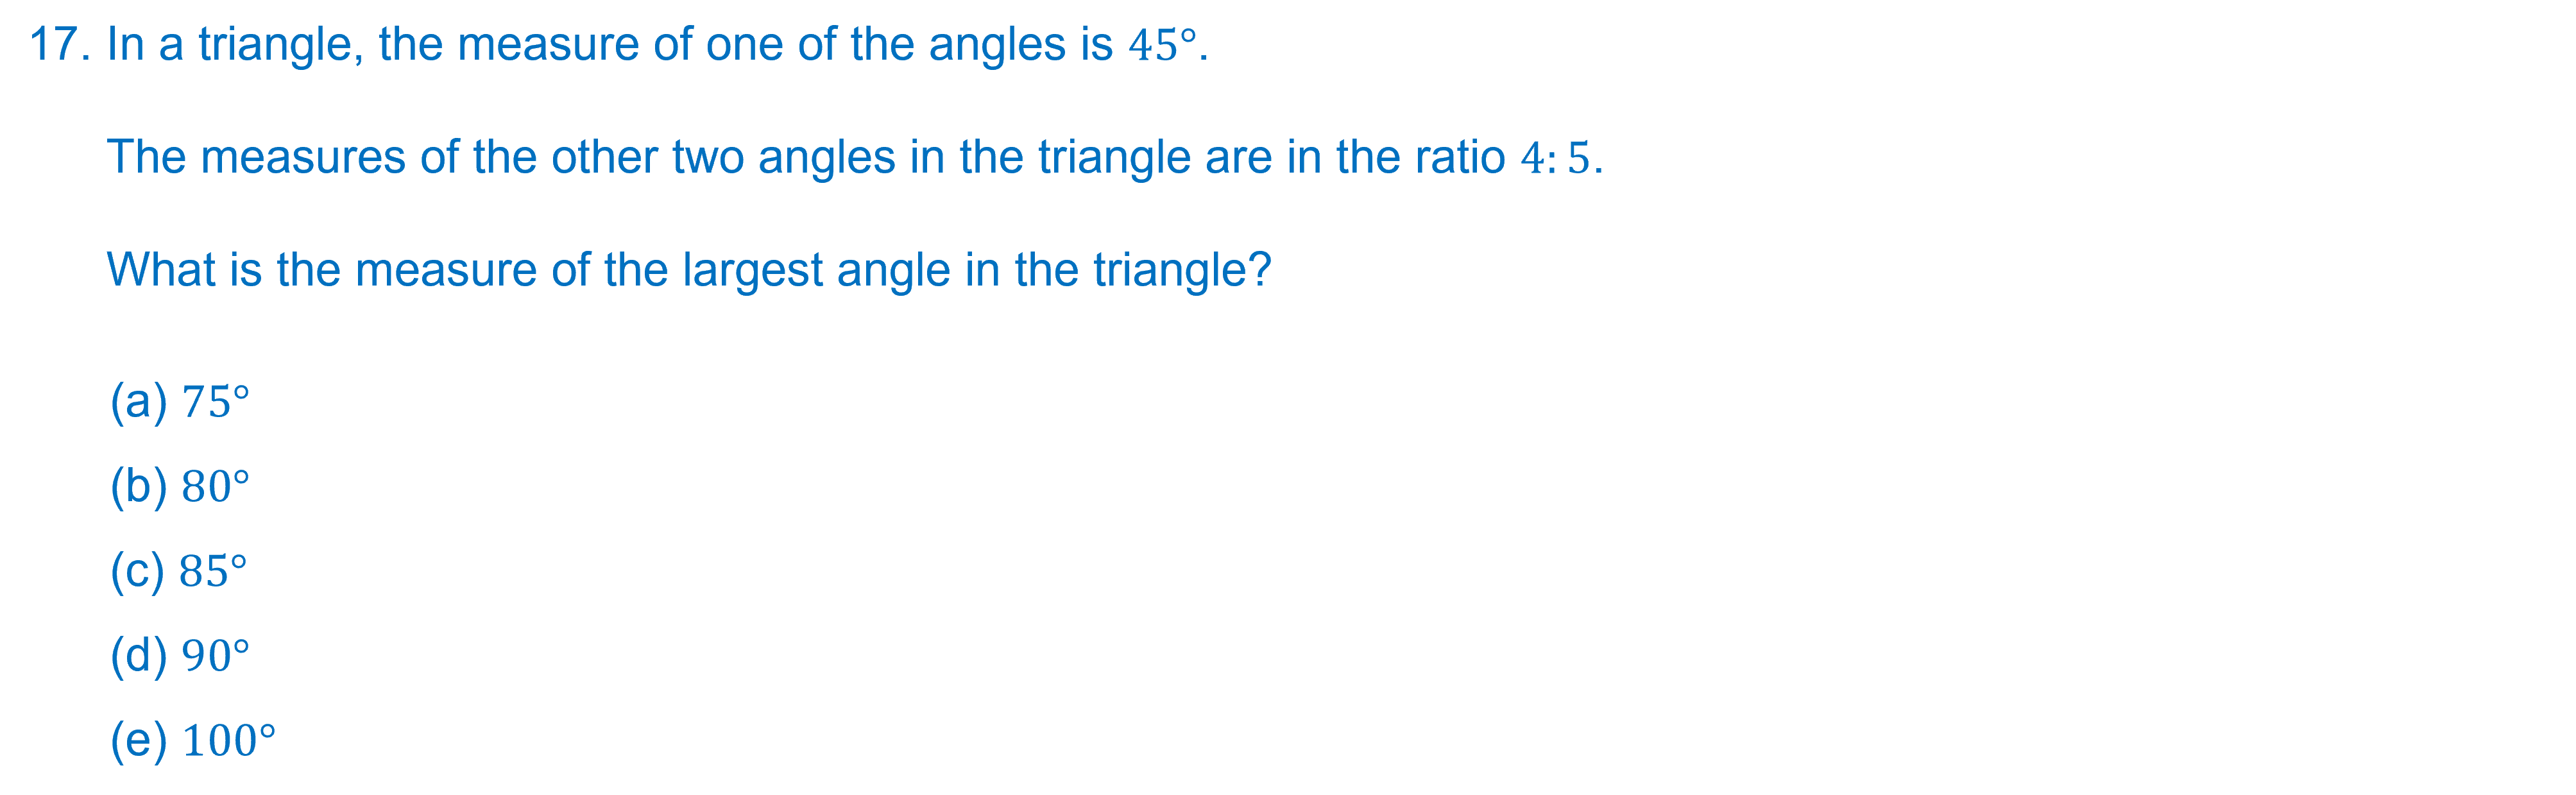 17. In a triangle, the measure of one of the angles is 45°.
The measures of the other two angles in the triangle are in the ratio 4: 5.
What is the measure of the largest angle in the triangle?
(a) 75°
(b) 80°
(c) 85°
(d) 90°
(e) 100°